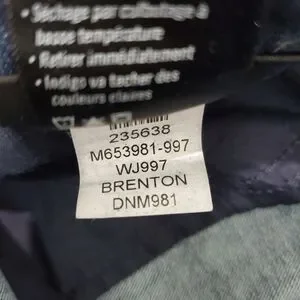 • Séchage par culbutage à
basse température
• Retirer immédiatement
• Indigo va tacher des
couleurs claires
235638
M653981-997
WJ997
BRENTON
DNM981